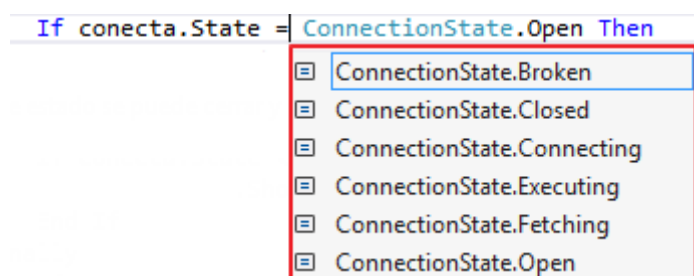 If conecta.State = ConnectionState.Open Then
ConnectionState.Broken
ConnectionState.Closed
ConnectionState.Connecting
ConnectionState.Executing
ConnectionState.Fetching
ConnectionState.Open